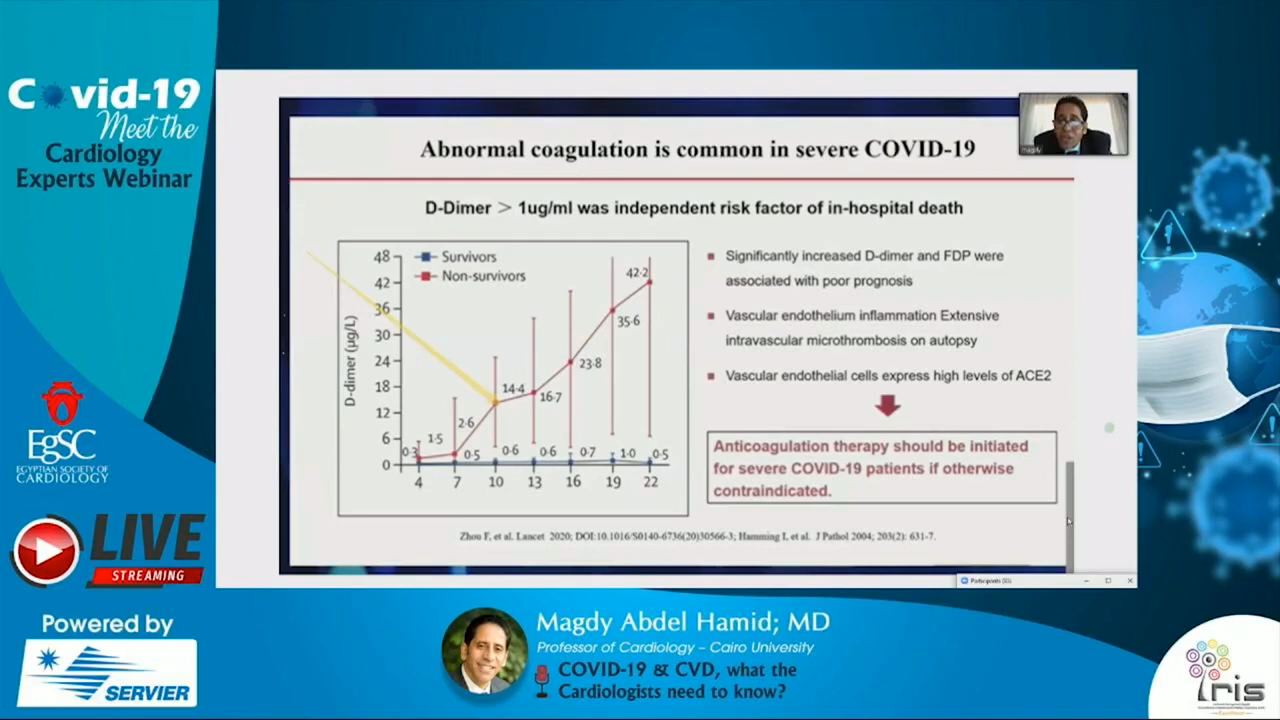 Covid-19
Meet the
Cardiology
Experts Webinar
EgSC
EGYPTIAN SOCIETY OF
CARDIOLOGY
LIVE
STREAMING
Powered by
SERVIER
magdy
Abnormal coagulation is common in severe COVID-19
D-Dimer > 1ug/ml was independent risk factor of in-hospital death
Survivors
Non-survivors
D-dimer (µg/L)
48
42
36
30
24
18
12
6
0
4 7 10 13 16 19 22
0·3 1·5 2·6 14·4 16·7 23·8 35·6 42·2
0·5 0·6 0·6 0·7 1·0 0·5
Significantly increased D-dimer and FDP were
associated with poor prognosis
Vascular endothelium inflammation Extensive
intravascular microthrombosis on autopsy
Vascular endothelial cells express high levels of ACE2
Anticoagulation therapy should be initiated
for severe COVID-19 patients if otherwise
contraindicated.
Zhou F, et al. Lancet 2020; DOI:10.1016/S0140-6736(20)30566-3; Hamming I, et al. J Pathol 2004; 203(2): 631-7.
Magdy Abdel Hamid; MD
Professor of Cardiology – Cairo University
COVID-19 & CVD, what the
Cardiologists need to know?
Iris